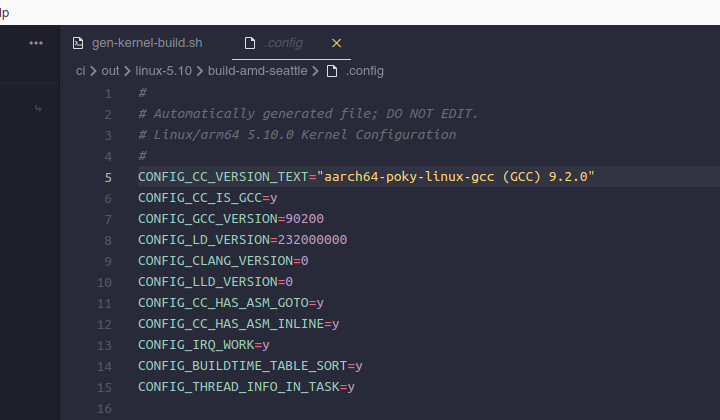 lp
gen-kernel-build.sh .config
ci out linux-5.10 build-amd-seattle .config
1 #
2 # Automatically generated file; DO NOT EDIT.
3 # Linux/arm64 5.10.0 Kernel Configuration
4 #
5 CONFIG_CC_VERSION_TEXT="aarch64-poky-linux-gcc (GCC) 9.2.0"
6 CONFIG_CC_IS_GCC=y
7 CONFIG_GCC_VERSION=90200
8 CONFIG_LD_VERSION=232000000
9 CONFIG_CLANG_VERSION=0
10 CONFIG_LLD_VERSION=0
11 CONFIG_CC_HAS_ASM_GOTO=y
12 CONFIG_CC_HAS_ASM_INLINE=y
13 CONFIG_IRQ_WORK=y
14 CONFIG_BUILDTIME_TABLE_SORT=y
15 CONFIG_THREAD_INFO_IN_TASK=y
16